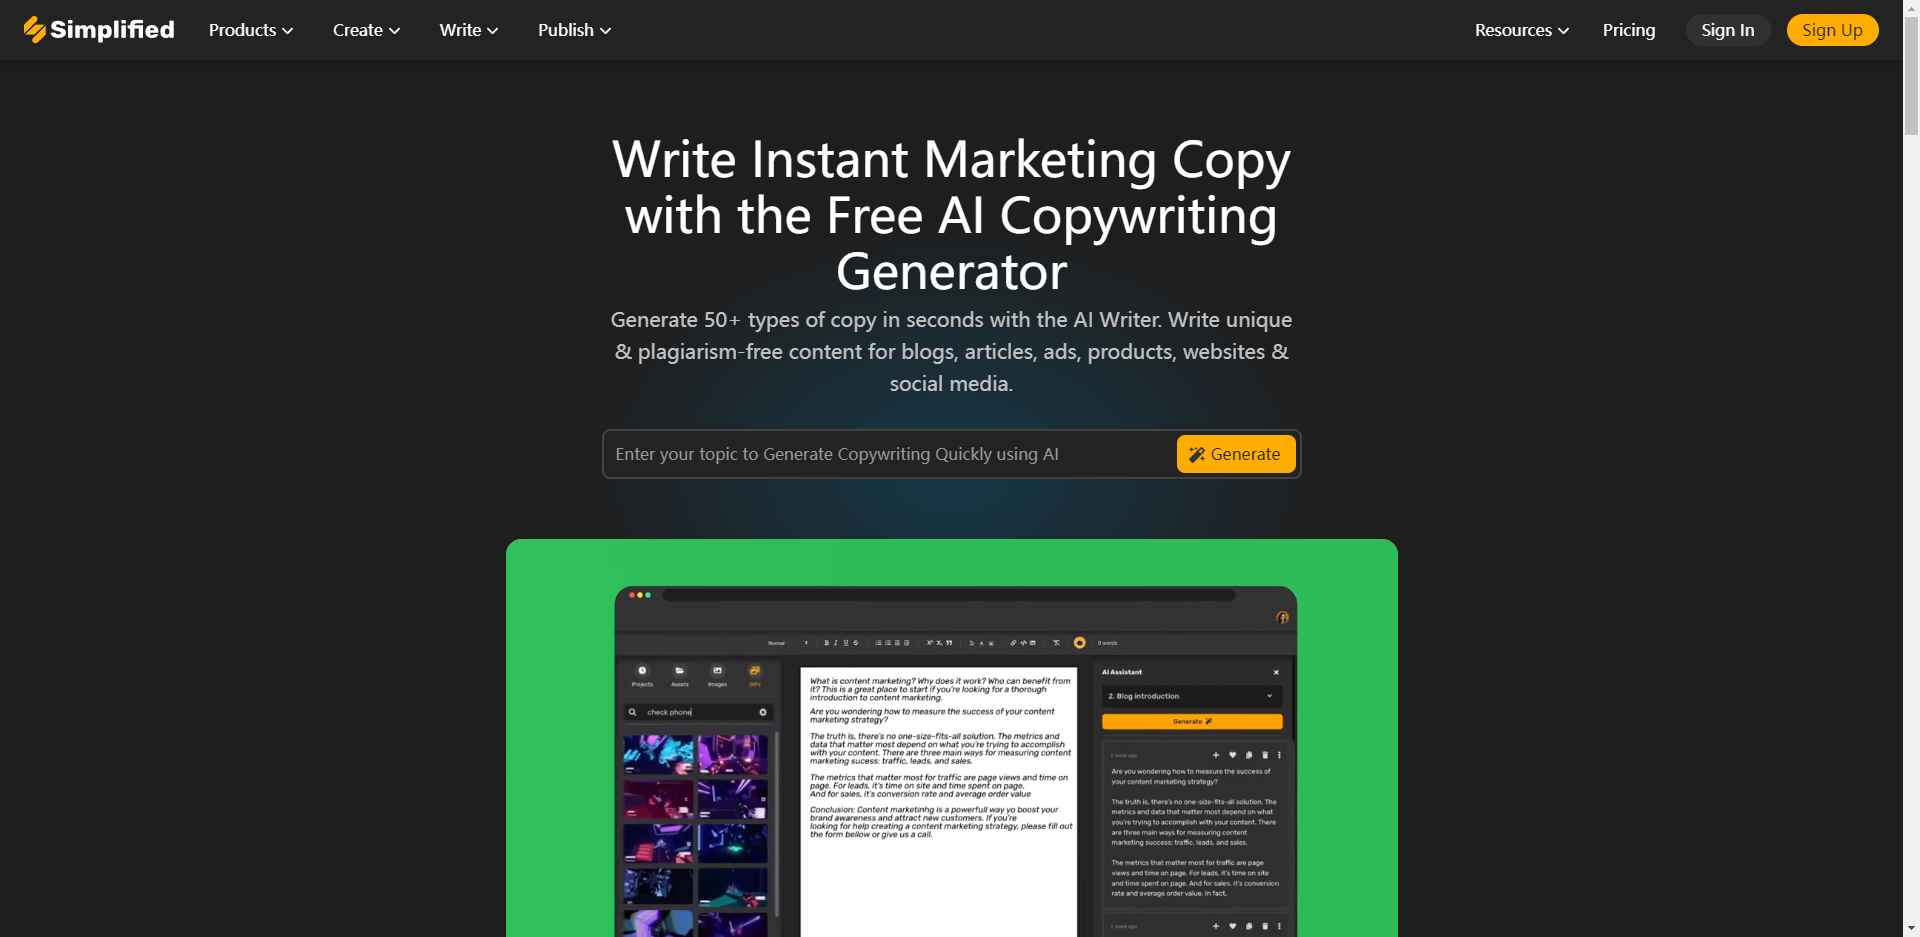 Simplified
Products
Create
Write
Publish
Resources
Pricing
Sign In
Sign Up
Write Instant Marketing Copy
with the Free AI Copywriting
Generator
Generate 50+ types of copy in seconds with the AI Writer. Write unique
& plagiarism-free content for blogs, articles, ads, products, websites &
social media.
Enter your topic to Generate Copywriting Quickly using AI
Generate
Normal
B I U S
0 words
Projects
Assets
Images
GIFs
check phone
What is content marketing? Why does it work? Who can benefit from
it? This is a great place to start if you're looking for a thorough
introduction to content marketing.
Are you wondering how to measure the success of your content
marketing strategy?
The truth is, there's no one-size-fits-all solution. The metrics and
data that matter most depend on what you're trying to accomplish
with your content. There are three main ways for measuring content
marketing sucess: traffic, leads, and sales.
The metrics that matter most for traffic are page views and time on
page. For leads, it's time on site and time spent on page.
And for sales, it's conversion rate and average order value
Conclusion: Content marketinhg is a powerfull way yo boost your
brand awareness and attract new customers. If you're
looking for help creating a content marketing strategy, please fill out
the form bellow or give us a call.
AI Assistant
2. Blog introduction
Generate
1 week ago
Are you wondering how to measure the success of
your content marketing strategy?
The truth is, there's no one-size-fits-all solution. The
metrics and data that matter most depend on what
you're trying to accomplish with your content. There
are three main ways for measuring content
marketing success: traffic, leads, and sales.
The metrics that matter most for traffic are page
views and time on page. For leads, it's time on site
and time spent on page. And for sales, it's conversion
rate and average order value. In fact,
1 week ago